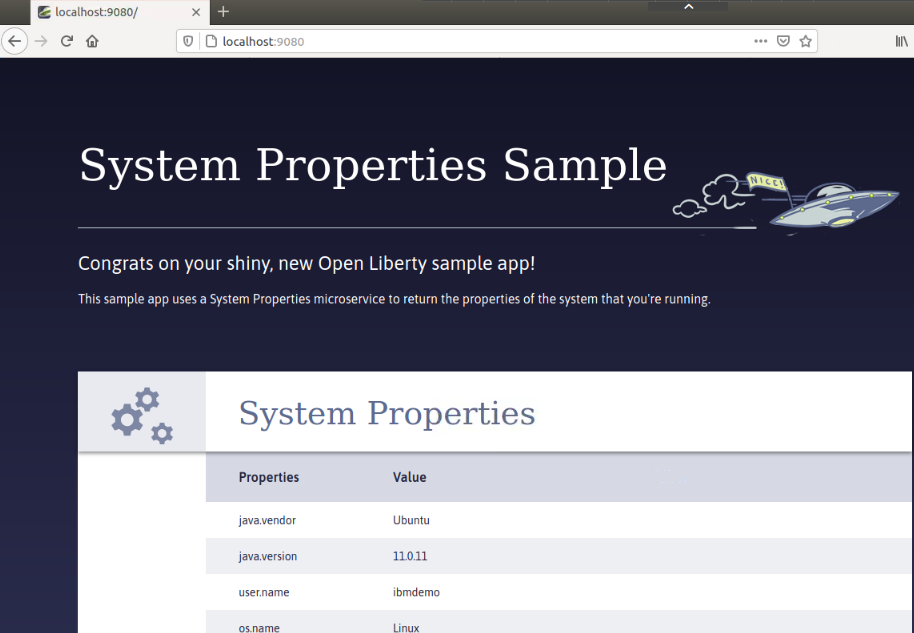 localhost:9080/
localhost:9080
System Properties Sample
NICE!
Congrats on your shiny, new Open Liberty sample app!
This sample app uses a System Properties microservice to return the properties of the system that you're running.
System Properties
Properties Value
java.vendor Ubuntu
java.version 11.0.11
user.name ibmdemo
os.name Linux